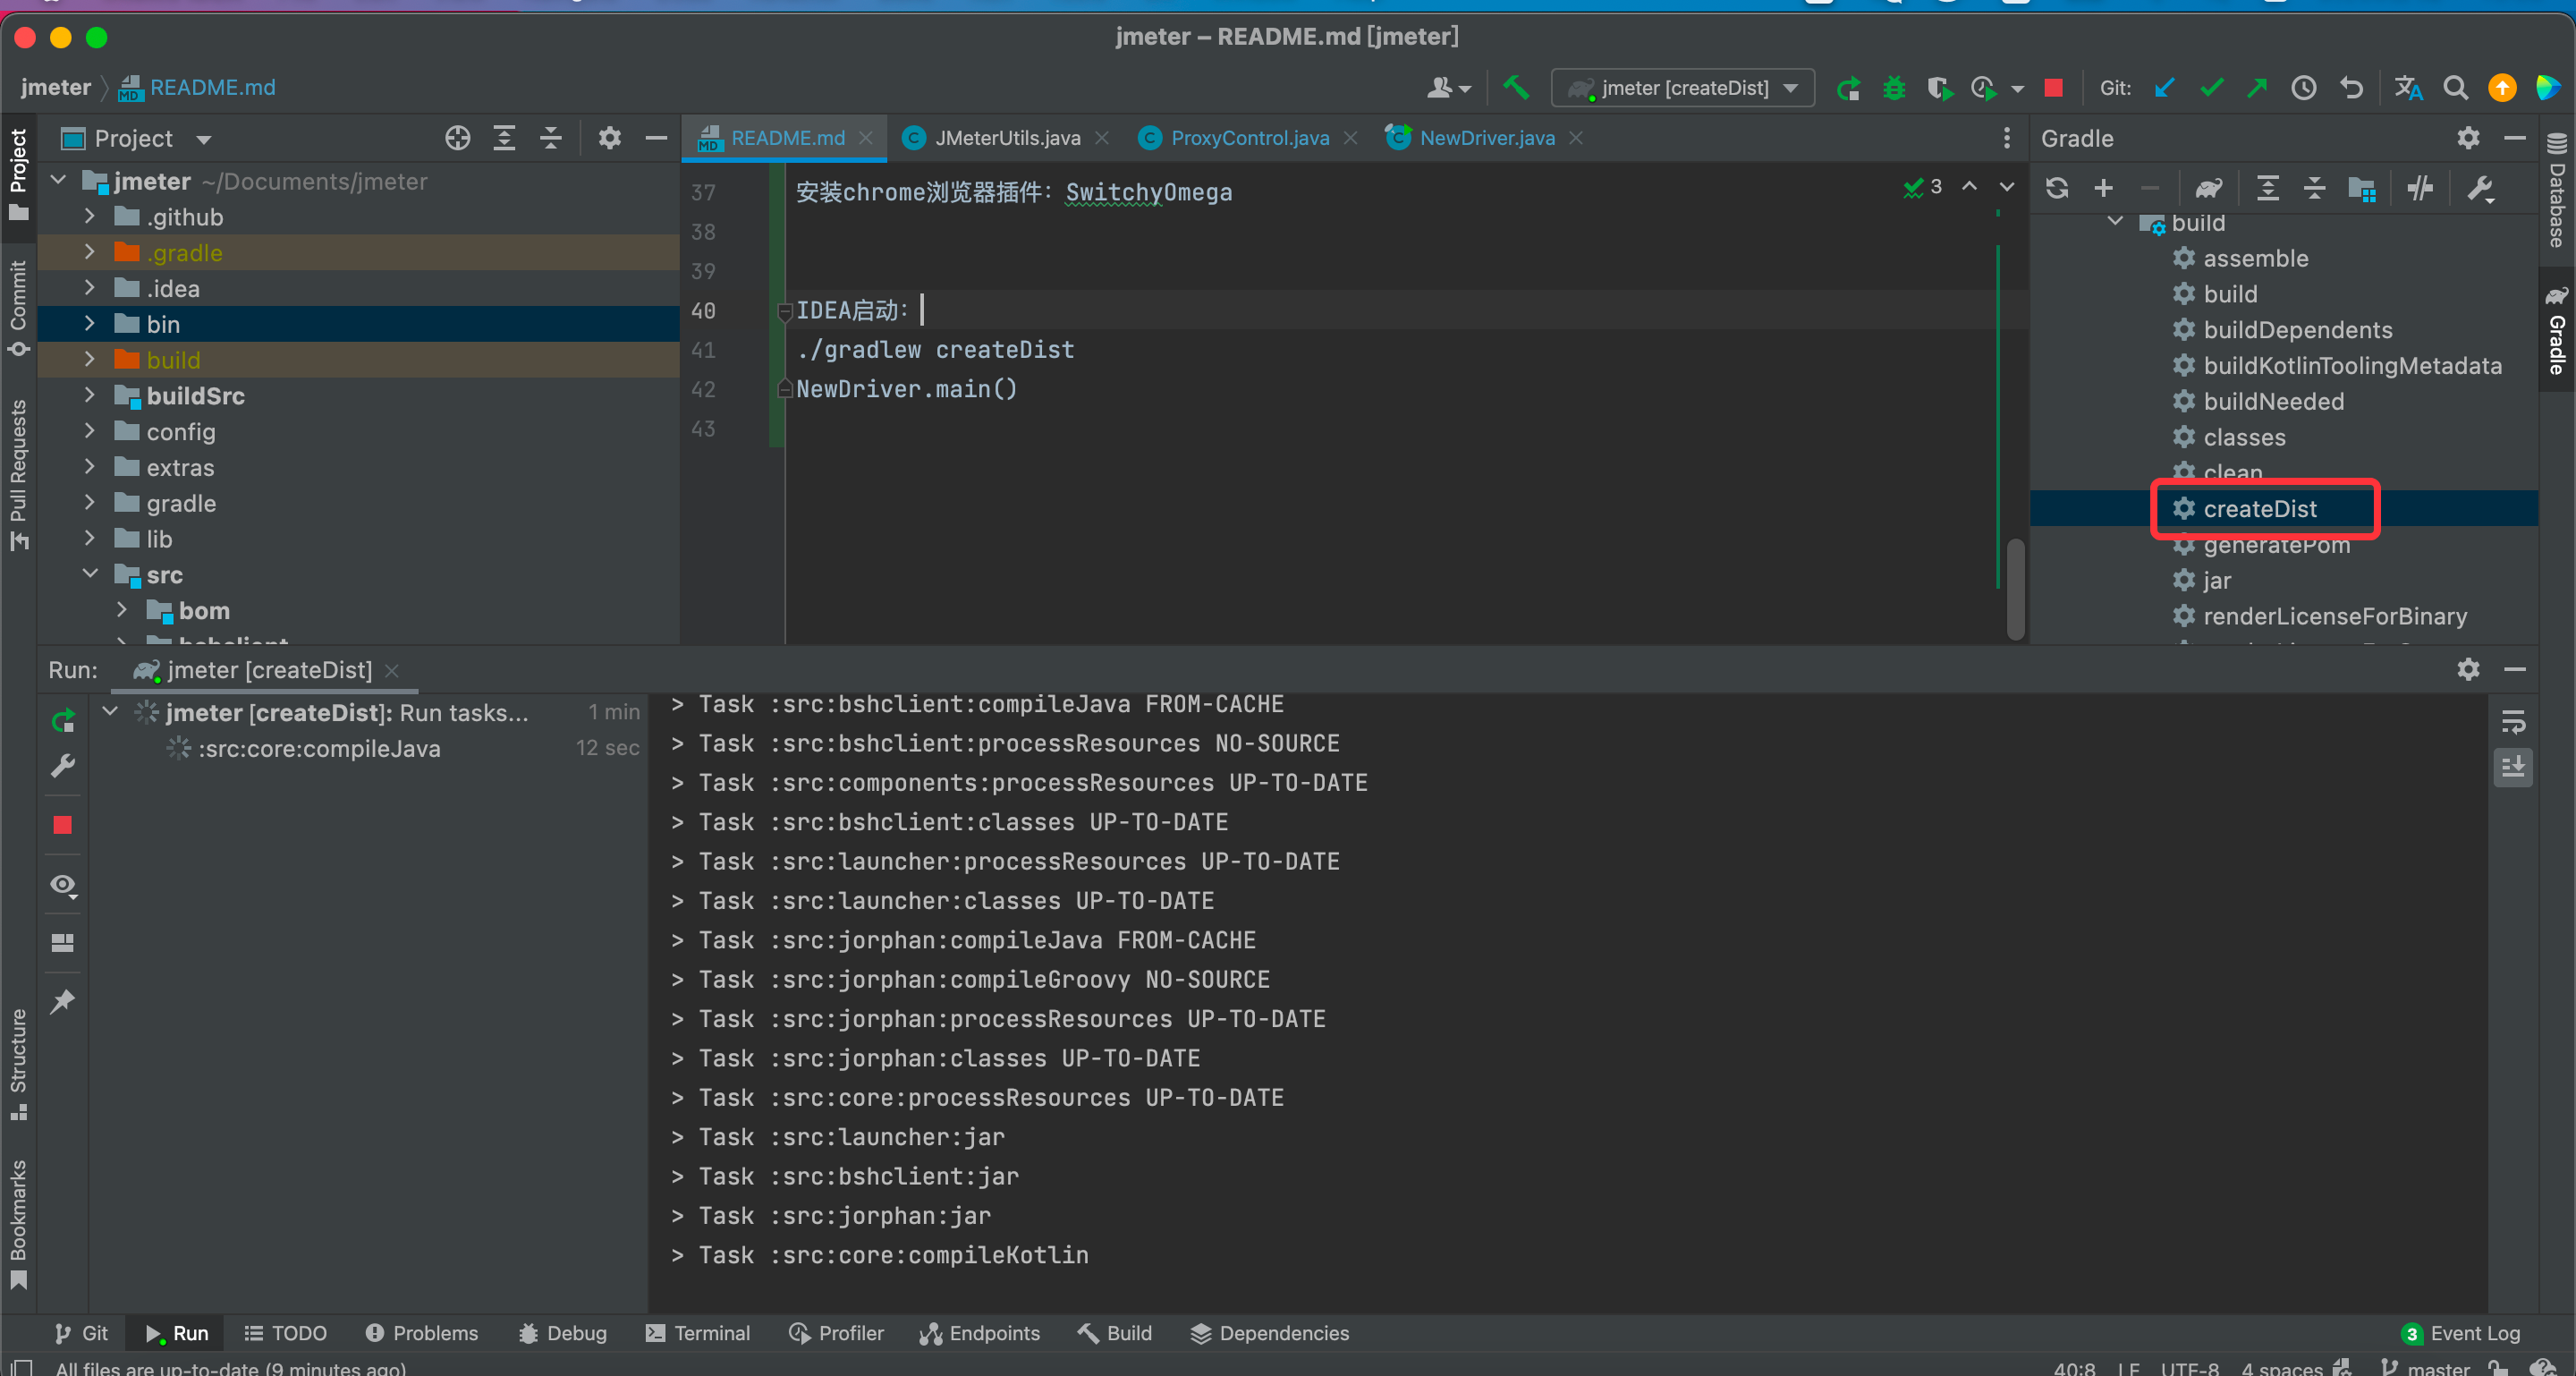 jmeter – README.md [jmeter]
jmeter
README.md
jmeter [createDist]
Git:
Project
README.md
JMeterUtils.java
ProxyControl.java
NewDriver.java
Gradle
Project
Commit
Pull Requests
Structure
Bookmarks
Database
Gradle
jmeter ~/Documents/jmeter
.github
.gradle
.idea
bin
build
buildSrc
config
extras
gradle
lib
src
bom
bshclient
37 安装chrome浏览器插件：SwitchyOmega
38
39
40 IDEA启动：
41 ./gradlew createDist
42 NewDriver.main()
43
3
build
assemble
build
buildDependents
buildKotlinToolingMetadata
buildNeeded
classes
clean
createDist
generatePom
jar
renderLicenseForBinary
Run:
jmeter [createDist]
jmeter [createDist]: Run tasks... 1 min
:src:core:compileJava 12 sec
> Task :src:bshclient:compileJava FROM-CACHE
> Task :src:bshclient:processResources NO-SOURCE
> Task :src:components:processResources UP-TO-DATE
> Task :src:bshclient:classes UP-TO-DATE
> Task :src:launcher:processResources UP-TO-DATE
> Task :src:launcher:classes UP-TO-DATE
> Task :src:jorphan:compileJava FROM-CACHE
> Task :src:jorphan:compileGroovy NO-SOURCE
> Task :src:jorphan:processResources UP-TO-DATE
> Task :src:jorphan:classes UP-TO-DATE
> Task :src:core:processResources UP-TO-DATE
> Task :src:launcher:jar
> Task :src:bshclient:jar
> Task :src:jorphan:jar
> Task :src:core:compileKotlin
Git
Run
TODO
Problems
Debug
Terminal
Profiler
Endpoints
Build
Dependencies
3 Event Log
All files are up-to-date (9 minutes ago)
40:8 LF UTF-8 4 spaces master